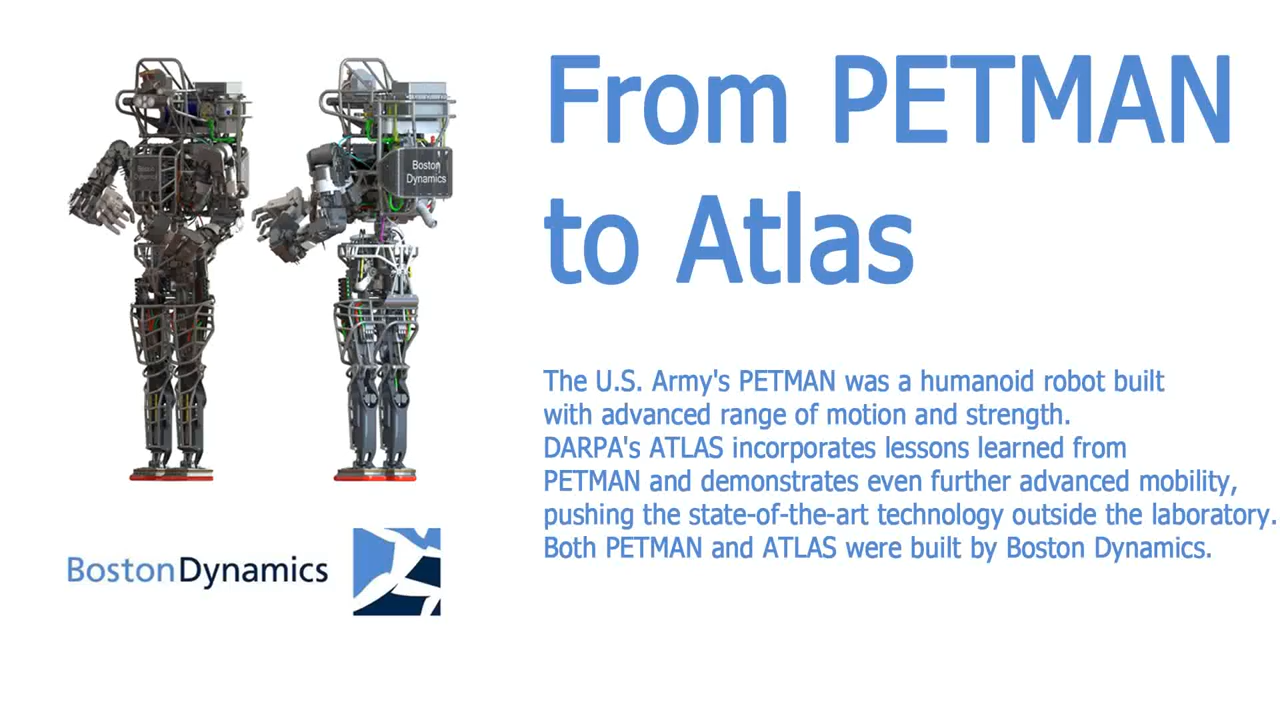 From PETMAN
to Atlas
Boston
Dynamics
The U.S. Army's PETMAN was a humanoid robot built
with advanced range of motion and strength.
DARPA's ATLAS incorporates lessons learned from
PETMAN and demonstrates even further advanced mobility,
pushing the state-of-the-art technology outside the laboratory.
Both PETMAN and ATLAS were built by Boston Dynamics.
BostonDynamics